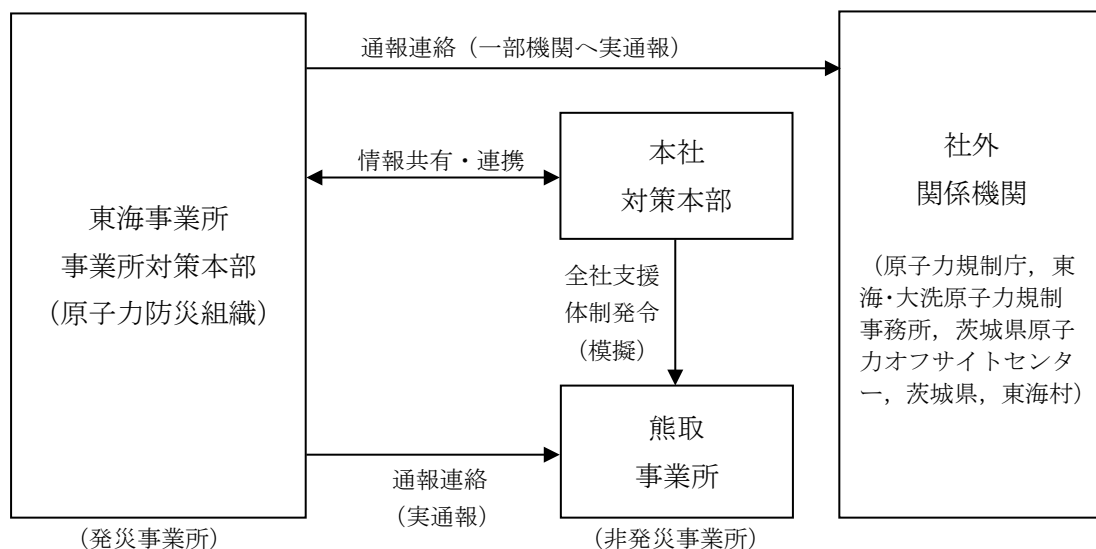 通報連絡（一部機関へ実通報）
東海事業所
事業所対策本部
（原子力防災組織）
情報共有・連携
本社
対策本部
全社支援
体制発令
（模擬）
通報連絡
（実通報）
熊取
事業所
社外
関係機関
（原子力規制庁，東
海･大洗原子力規制
事務所，茨城県原子
力オフサイトセンタ
ー，茨城県，東海村）
（発災事業所）
（非発災事業所）